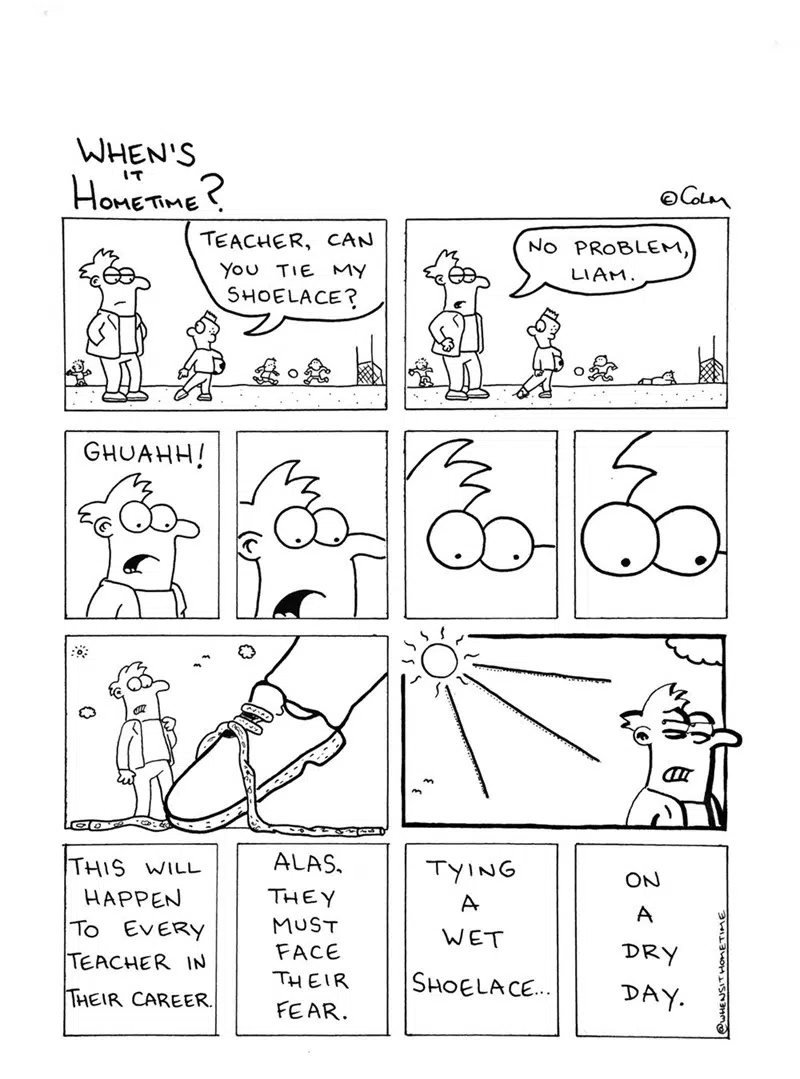 WHEN'S
IT
HOMETIME?
© COLM
TEACHER, CAN
YOU TIE MY
SHOELACE?
NO PROBLEM,
LIAM.
GHUAHH!
THIS WILL
HAPPEN
TO EVERY
TEACHER IN
THEIR CAREER.
ALAS,
THEY
MUST
FACE
THEIR
FEAR.
TYING
A
WET
SHOELACE...
ON
A
DRY
DAY.
@WHENSITHOMETIME